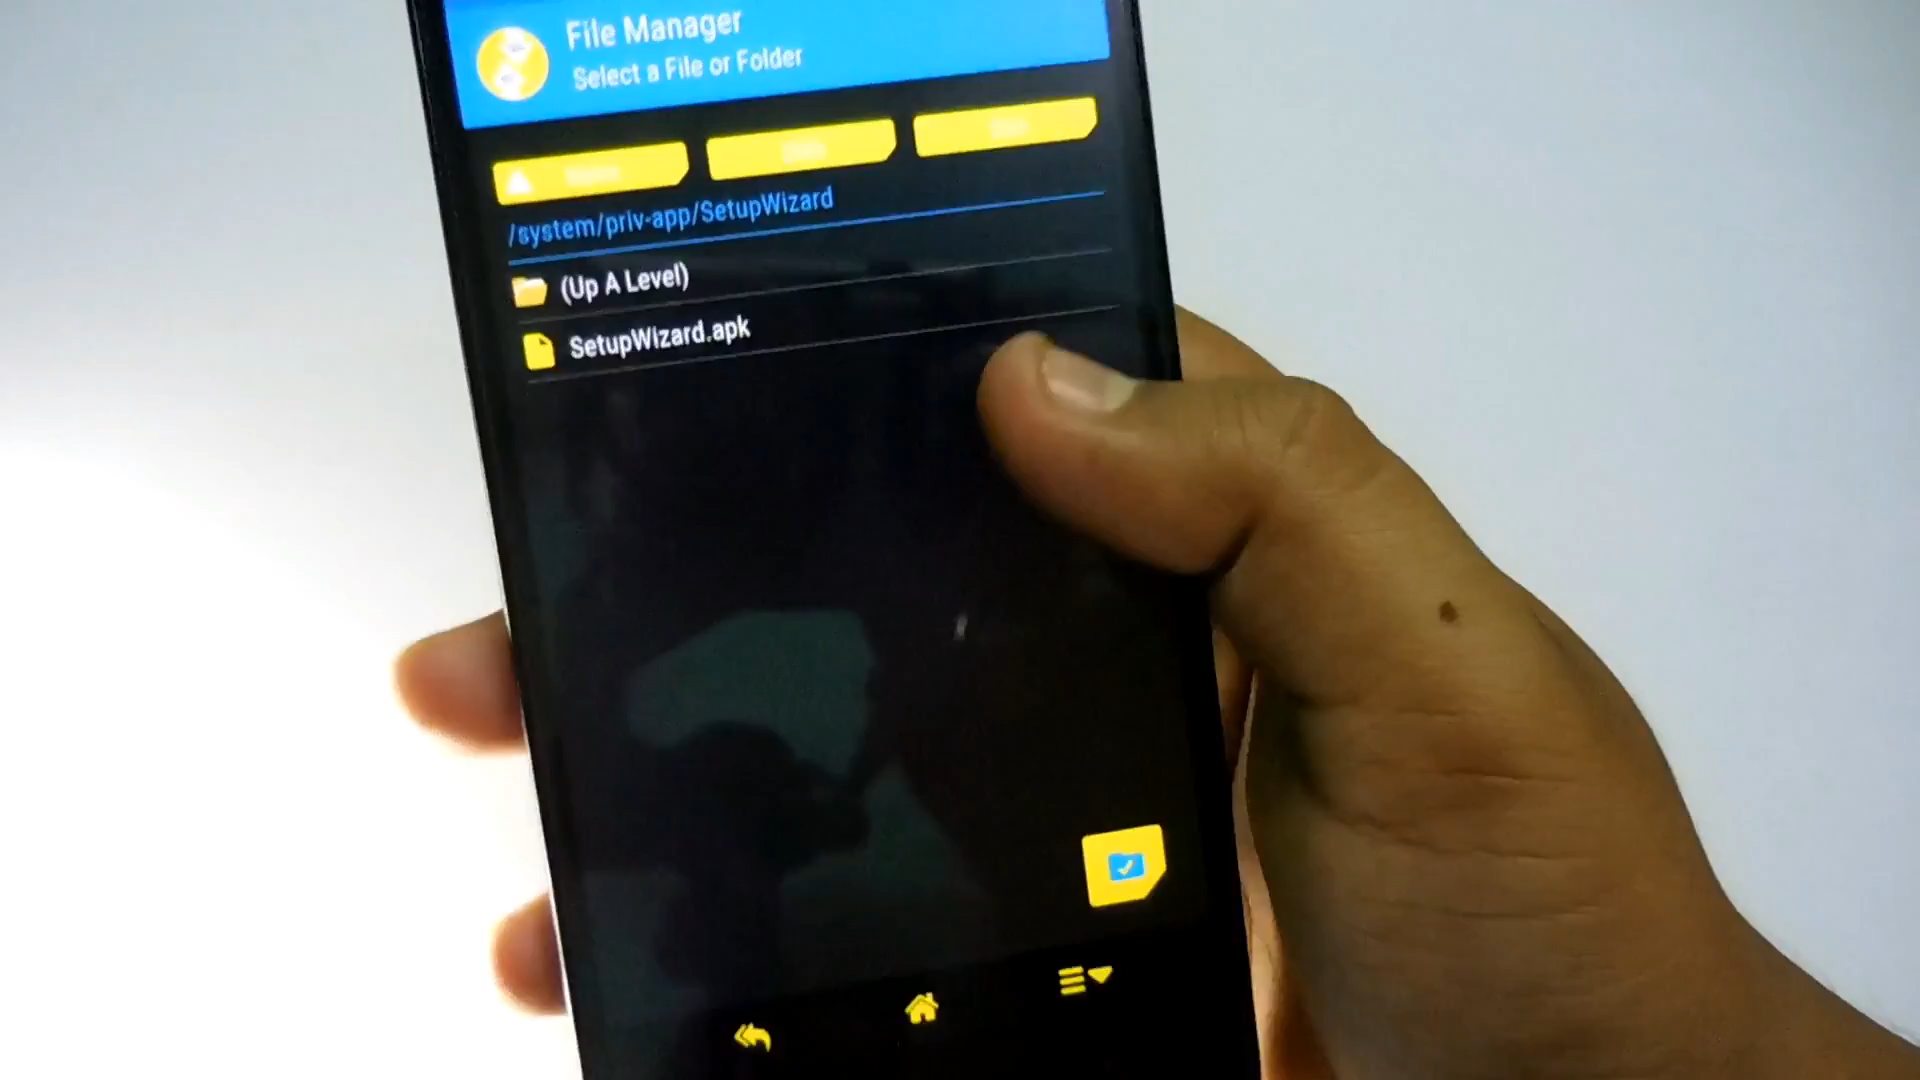 File Manager
Select a File or Folder
/system/priv-app/SetupWizard
(Up A Level)
SetupWizard.apk